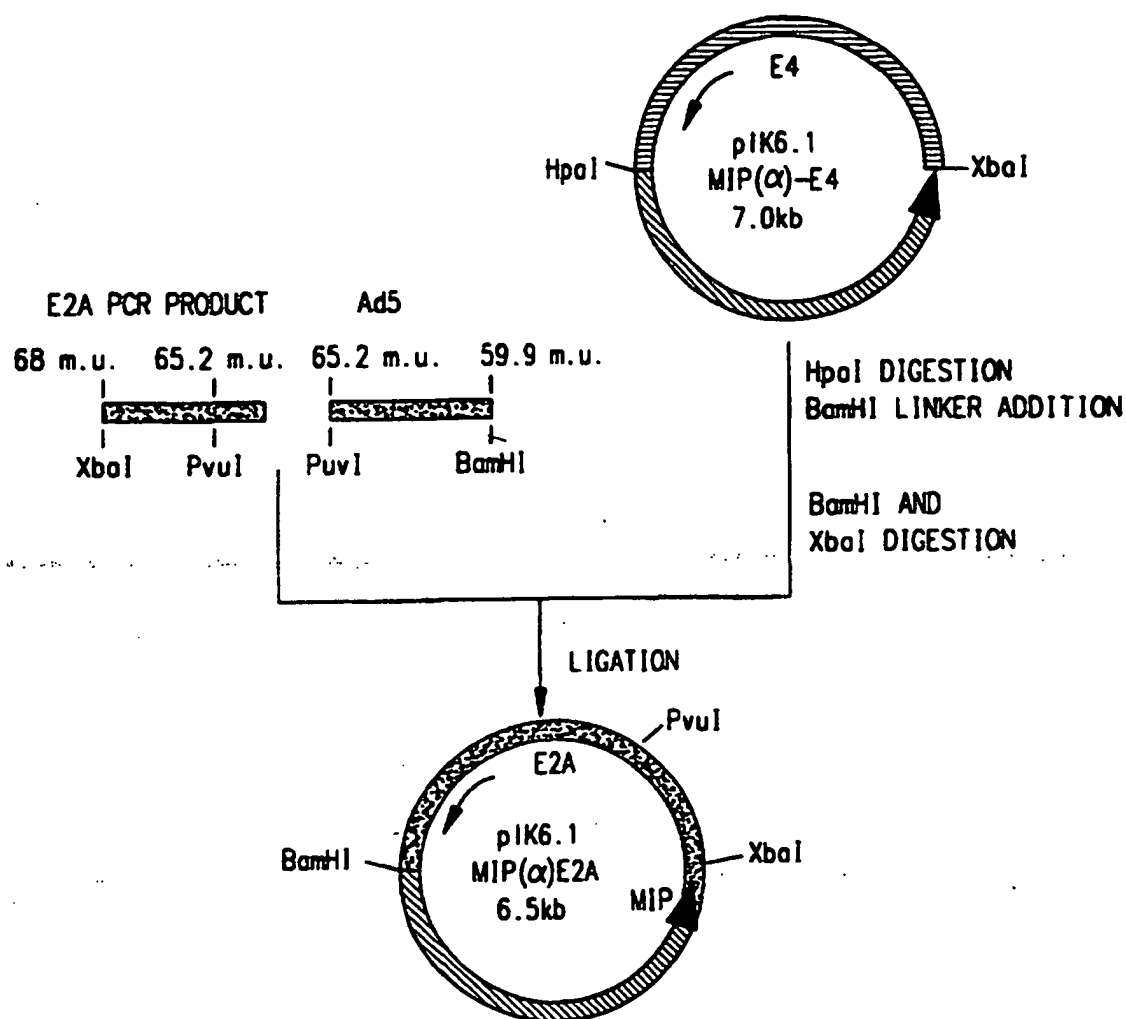 E4
pIK6.1
MIP(α)-E4
7.0kb
HpaI
XbaI
E2A PCR PRODUCT
Ad5
68 m.u.
65.2 m.u.
65.2 m.u.
59.9 m.u.
XbaI
PvuI
PuvI
BamHI
HpaI DIGESTION
BamHI LINKER ADDITION
BamHI AND
XbaI DIGESTION
LIGATION
PvuI
E2A
pIK6.1
MIP(α)E2A
6.5kb
BamHI
XbaI
MIP